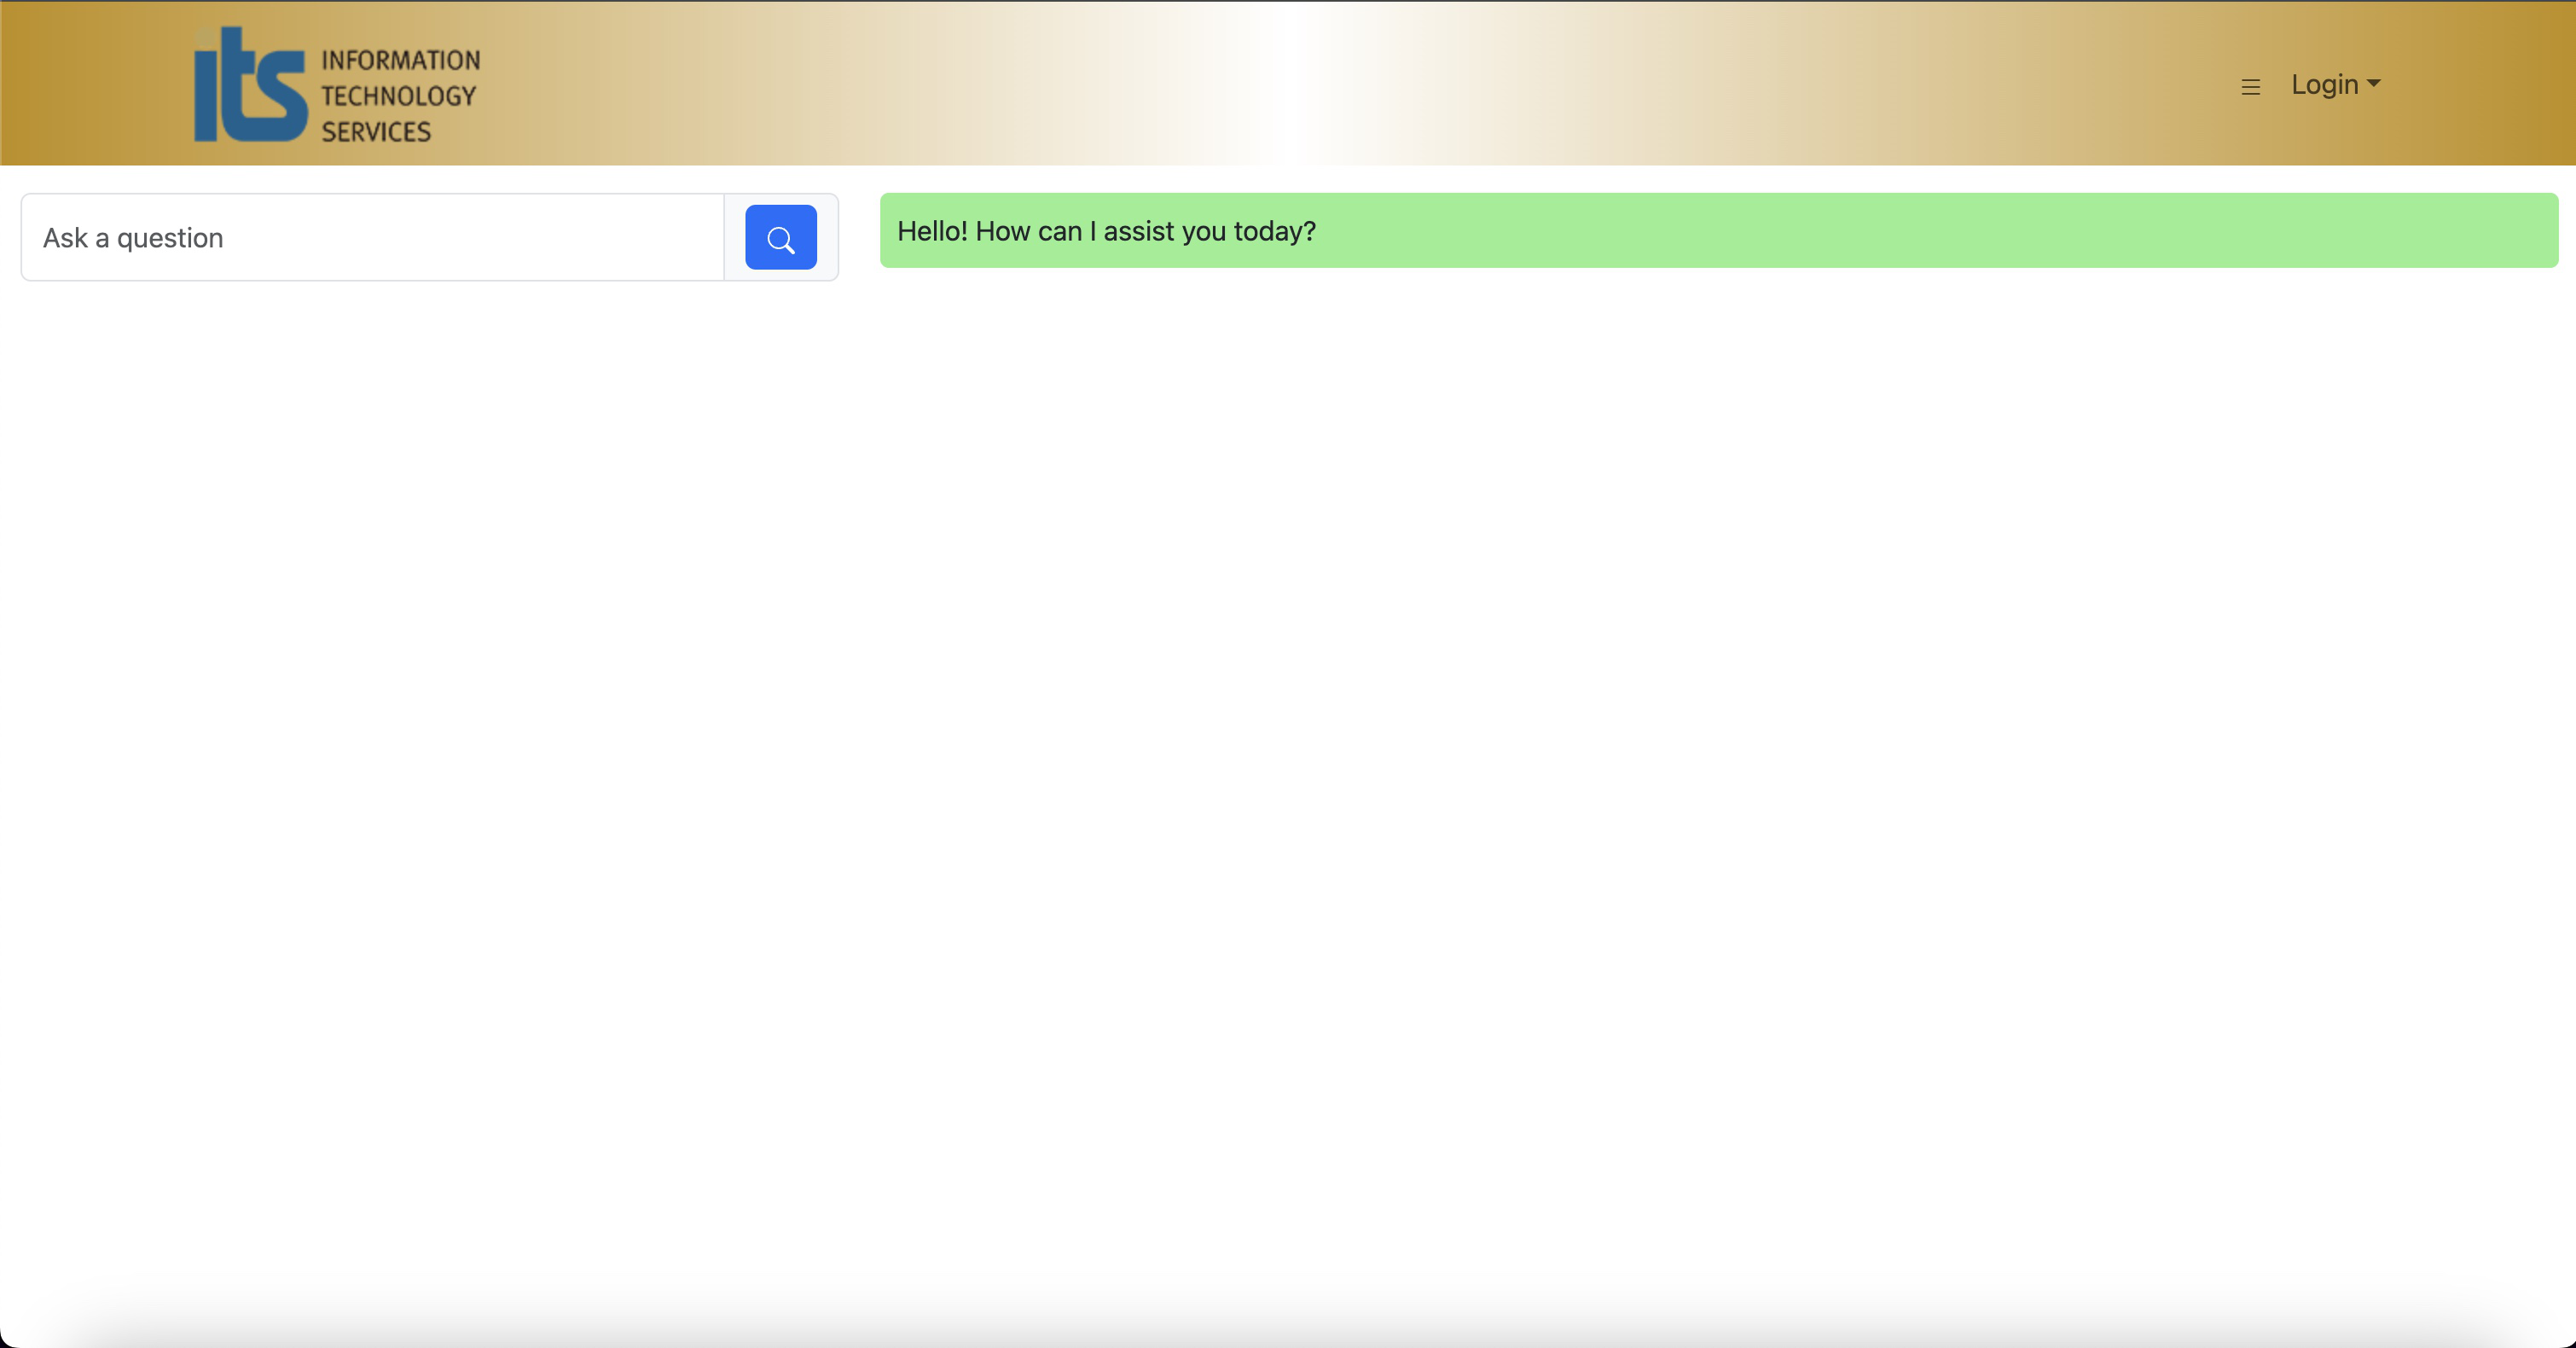 its
INFORMATION
TECHNOLOGY
SERVICES
Login
Ask a question
Hello! How can I assist you today?